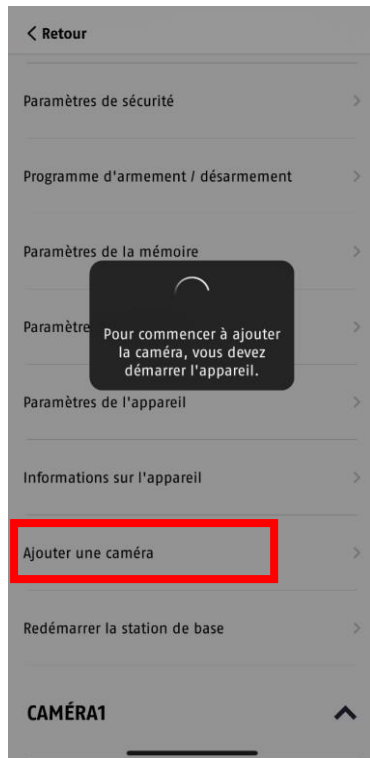 < Retour
Paramètres de sécurité
Programme d'armement / désarmement
Paramètres de la mémoire
Paramètre
Pour commencer à ajouter
la caméra, vous devez
démarrer l'appareil.
Paramètres de l'appareil
Informations sur l'appareil
Ajouter une caméra
Redémarrer la station de base
CAMÉRA1